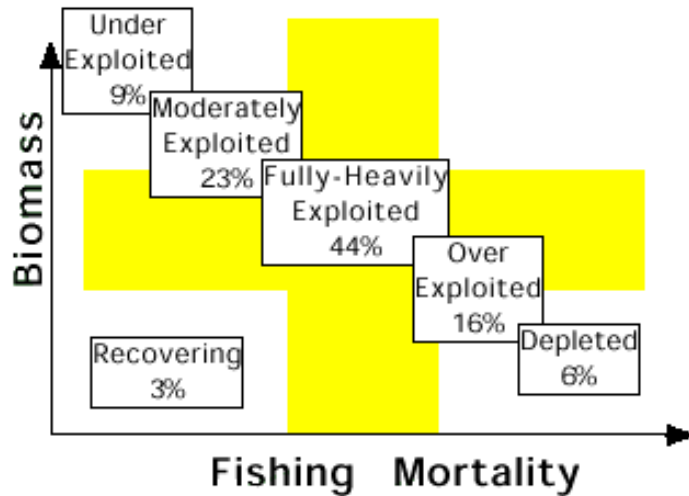 Under
Exploited
9%
Moderately
Exploited
23%
Fully-Heavily
Exploited
44%
Over
Exploited
16%
Depleted
6%
Recovering
3%
Biomass
Fishing Mortality